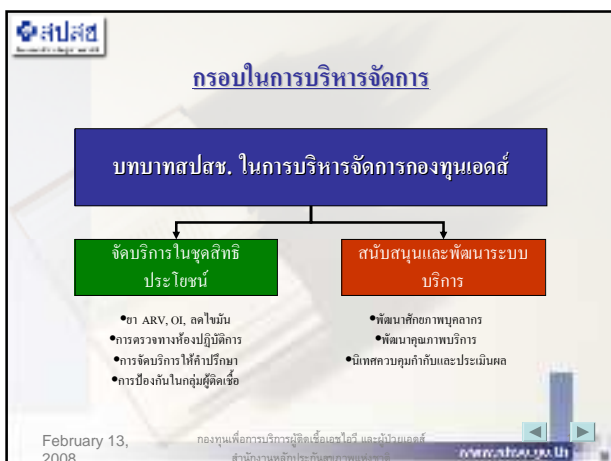 สปสช
กรอบในการบริหารจัดการ
บทบาทสปสช. ในการบริหารจัดการกองทุนเอดส์
จัดบริการในชุดสิทธิ
ประโยชน์
•ยา ARV, OI, ลดไขมัน
•การตรวจทางห้องปฏิบัติการ
•การจัดบริการให้คำปรึกษา
•การป้องกันในกลุ่มผู้ติดเชื้อ
สนับสนุนและพัฒนาระบบ
บริการ
•พัฒนาศักยภาพบุคลากร
•พัฒนาคุณภาพบริการ
•นิเทศควบคุมกำกับและประเมินผล
February 13,
2008
กองทุนเพื่อการบริการผู้ติดเชื้อเอชไอวี และผู้ป่วยเอดส์
สำนักงานหลักประกันสุขภาพแห่งชาติ
www.nhso.go.th